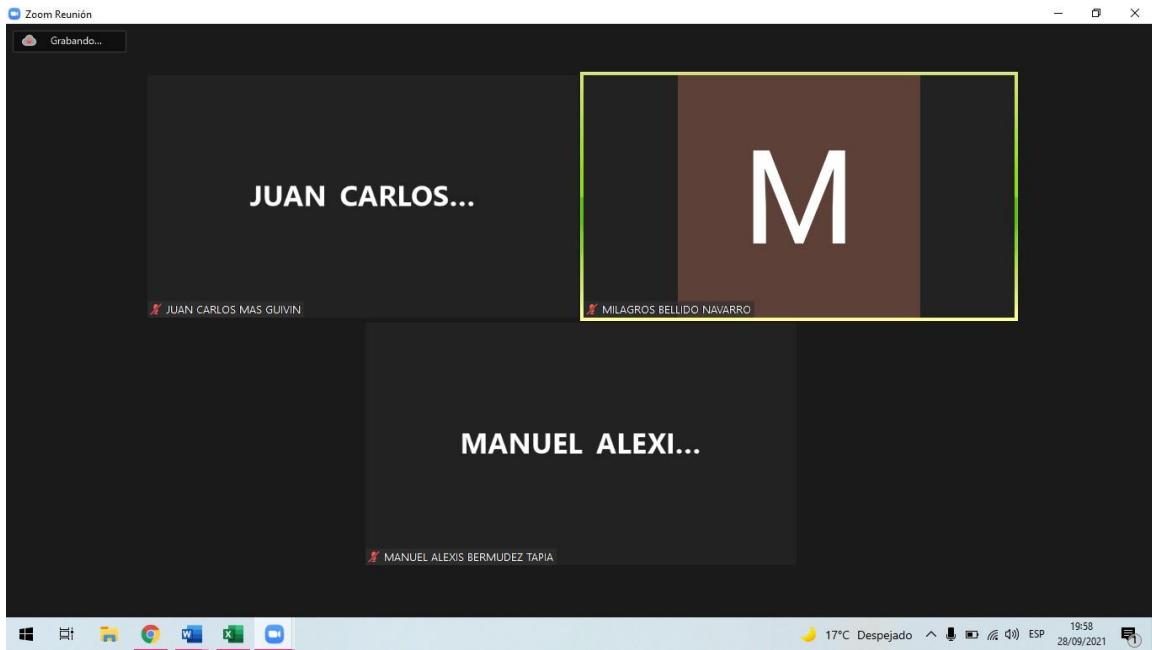 Zoom Reunión
Grabando...
JUAN CARLOS...
M
JUAN CARLOS MAS GUIVIN
MILAGROS BELLIDO NAVARRO
MANUEL ALEXI...
MANUEL ALEXIS BERMUDEZ TAPIA
17°C Despejado
ESP
19:58
28/09/2021
1